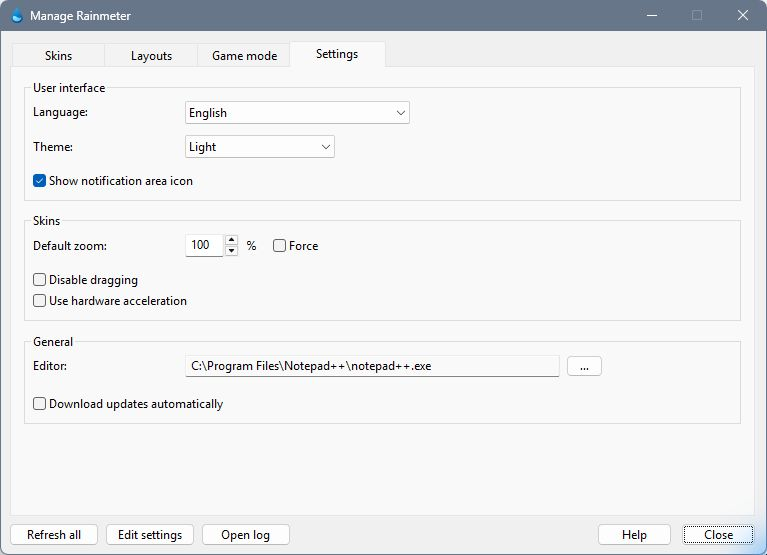 Manage Rainmeter
Skins Layouts Game mode Settings
User interface
Language: English
Theme: Light
Show notification area icon
Skins
Default zoom: 100 % Force
Disable dragging
Use hardware acceleration
General
Editor: C:\Program Files\Notepad++\notepad++.exe ...
Download updates automatically
Refresh all Edit settings Open log Help Close